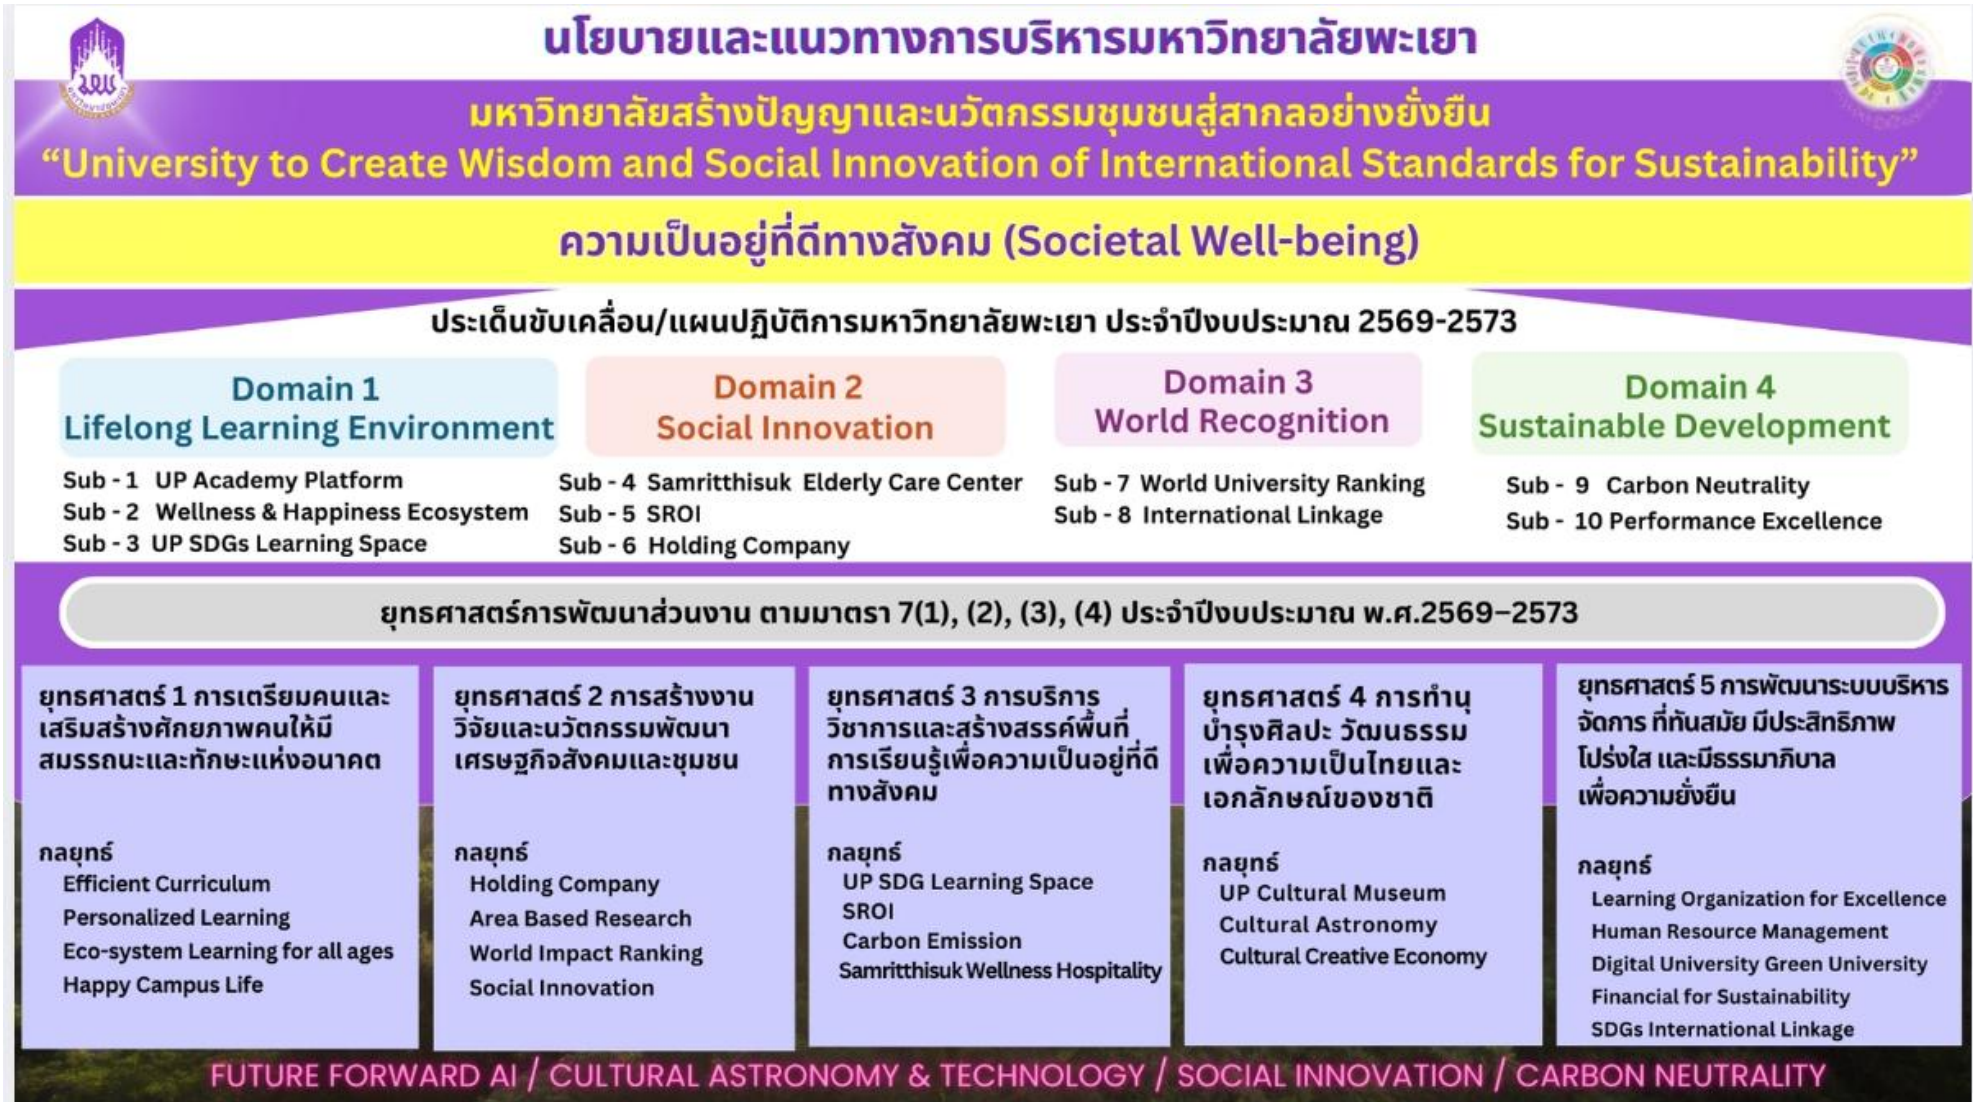 นโยบายและแนวทางการบริหารมหาวิทยาลัยพะเยา
มหาวิทยาลัยสร้างปัญญาและนวัตกรรมชุมชนสู่สากลอย่างยั่งยืน
“University to Create Wisdom and Social Innovation of International Standards for Sustainability”
ความเป็นอยู่ที่ดีทางสังคม (Societal Well-being)
ประเด็นขับเคลื่อน/แผนปฏิบัติการมหาวิทยาลัยพะเยา ประจำปีงบประมาณ 2569-2573
Domain 1
Lifelong Learning Environment
Sub - 1 UP Academy Platform
Sub - 2 Wellness & Happiness Ecosystem
Sub - 3 UP SDGs Learning Space
Domain 2
Social Innovation
Sub - 4 Samritthisuk Elderly Care Center
Sub - 5 SROI
Sub - 6 Holding Company
Domain 3
World Recognition
Sub - 7 World University Ranking
Sub - 8 International Linkage
Domain 4
Sustainable Development
Sub - 9 Carbon Neutrality
Sub - 10 Performance Excellence
ยุทธศาสตร์การพัฒนาส่วนงาน ตามมาตรา 7(1), (2), (3), (4) ประจำปีงบประมาณ พ.ศ.2569–2573
ยุทธศาสตร์ 1 การเตรียมคนและ
เสริมสร้างศักยภาพคนให้มี
สมรรถนะและทักษะแห่งอนาคต
กลยุทธ์
Efficient Curriculum
Personalized Learning
Eco-system Learning for all ages
Happy Campus Life
ยุทธศาสตร์ 2 การสร้างงาน
วิจัยและนวัตกรรมพัฒนา
เศรษฐกิจสังคมและชุมชน
กลยุทธ์
Holding Company
Area Based Research
World Impact Ranking
Social Innovation
ยุทธศาสตร์ 3 การบริการ
วิชาการและสร้างสรรค์พื้นที่
การเรียนรู้เพื่อความเป็นอยู่ที่ดี
ทางสังคม
กลยุทธ์
UP SDG Learning Space
SROI
Carbon Emission
Samritthisuk Wellness Hospitality
ยุทธศาสตร์ 4 การทำนุ
บำรุงศิลปะ วัฒนธรรม
เพื่อความเป็นไทยและ
เอกลักษณ์ของชาติ
กลยุทธ์
UP Cultural Museum
Cultural Astronomy
Cultural Creative Economy
ยุทธศาสตร์ 5 การพัฒนาระบบบริหาร
จัดการ ที่ทันสมัย มีประสิทธิภาพ
โปร่งใส และมีธรรมาภิบาล
เพื่อความยั่งยืน
กลยุทธ์
Learning Organization for Excellence
Human Resource Management
Digital University Green University
Financial for Sustainability
SDGs International Linkage
FUTURE FORWARD AI / CULTURAL ASTRONOMY & TECHNOLOGY / SOCIAL INNOVATION / CARBON NEUTRALITY